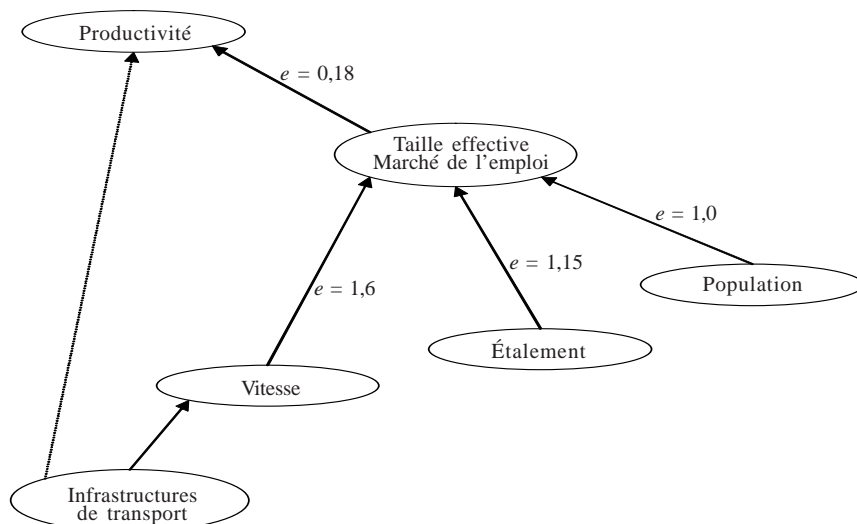 Productivité
e = 0,18
Taille effective
Marché de l’emploi
e = 1,0
e = 1,15
Population
e = 1,6
Étalement
Vitesse
Infrastructures
de transport